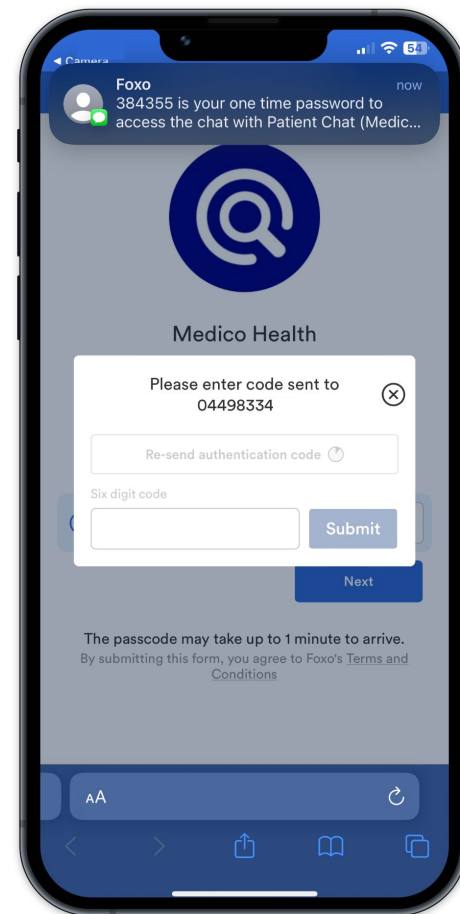 ◀ Camera
54
Foxo
now
384355 is your one time password to
access the chat with Patient Chat (Medic...
Medico Health
Please enter code sent to
04498334
Re-send authentication code
Six digit code
Submit
Next
The passcode may take up to 1 minute to arrive.
By submitting this form, you agree to Foxo's Terms and
Conditions
AA